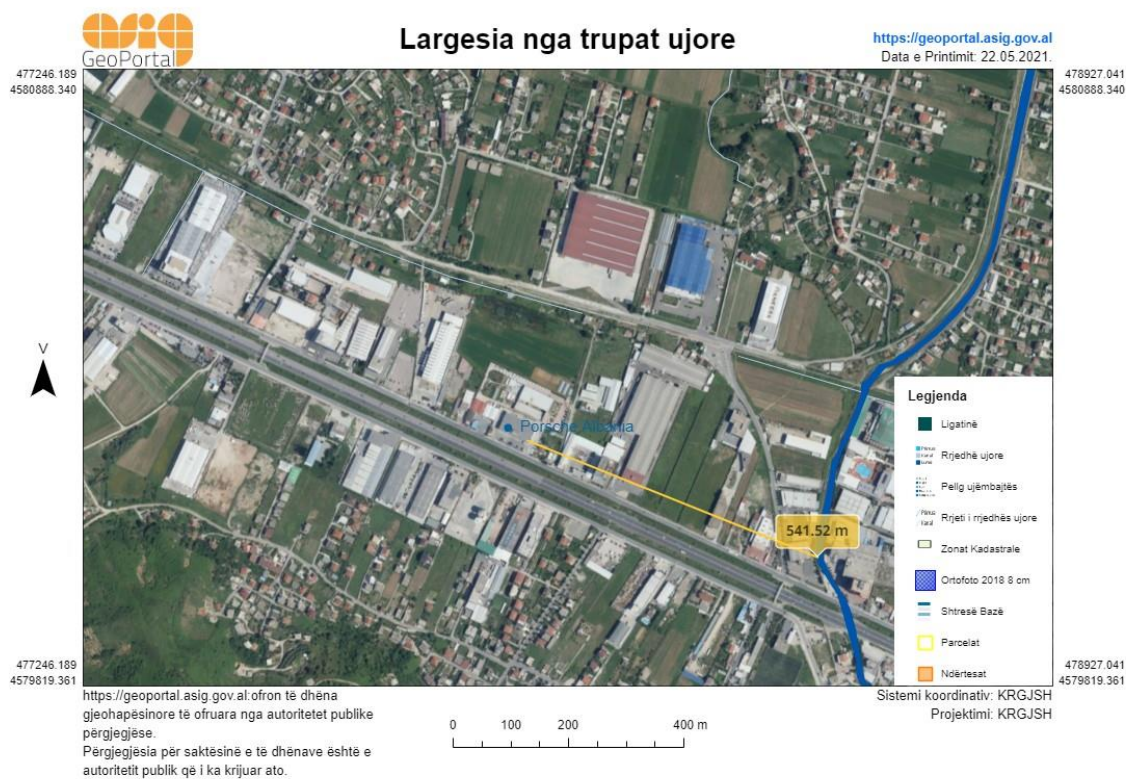 asig
GeoPortal
Largesia nga trupat ujore
https://geoportal.asig.gov.al
Data e Printimit: 22.05.2021.
477246.189
4580888.340
478927.041
4580888.340
V
Porsche Albania
541.52 m
Legjenda
Ligatinë
Rrjedhë ujore
Pellg ujëmbajtës
Rrjeti i rrjedhës ujore
Zonat Kadastrale
Ortofoto 2018 8 cm
Shtresë Bazë
Parcelat
Ndërtesat
477246.189
4579819.361
478927.041
4579819.361
https://geoportal.asig.gov.al:ofron të dhëna
gjeohapësinore të ofruara nga autoritetet publike
përgjegjëse.
Përgjegjësia për saktësinë e të dhënave është e
autoritetit publik që i ka krijuar ato.
0 100 200 400 m
Sistemi koordinativ: KRGJSH
Projektimi: KRGJSH